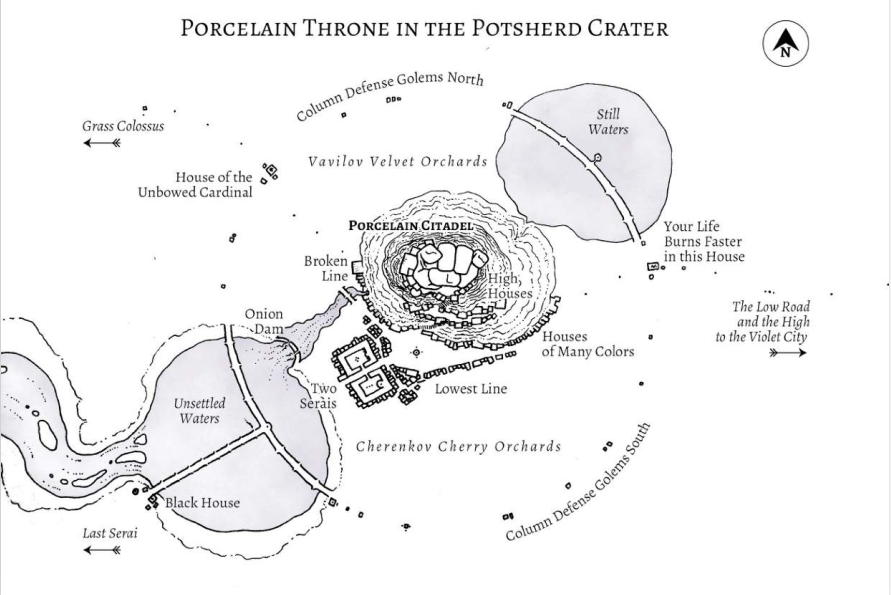 Porcelain Throne in the Potsherd Crater
N
Column Defense Golems North
Grass Colossus
Still
Waters
Vavilov Velvet Orchards
House of the
Unbowed Cardinal
Porcelain Citadel
Your Life
Burns Faster
in this House
Broken
Line
High
Houses
Onion
Dam
The Low Road
and the High
to the Violet City
Houses
of Many Colors
Two
Serais
Lowest Line
Unsettled
Waters
Cherenkov Cherry Orchards
Column Defense Golems South
Black House
Last Serai